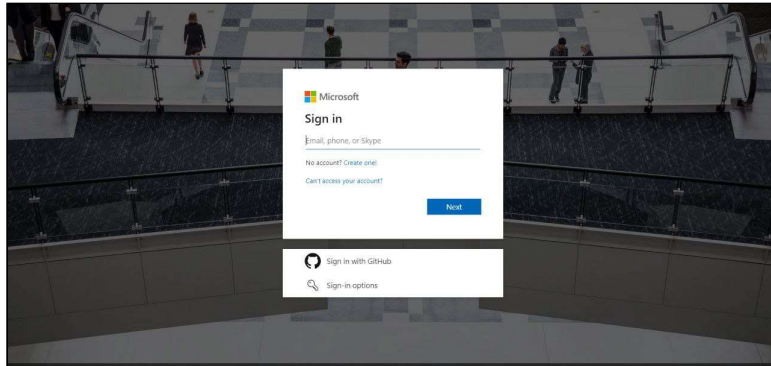 Microsoft
Sign in
Email, phone, or Skype
No account? Create one!
Can't access your account?
Next
Sign in with GitHub
Sign-in options